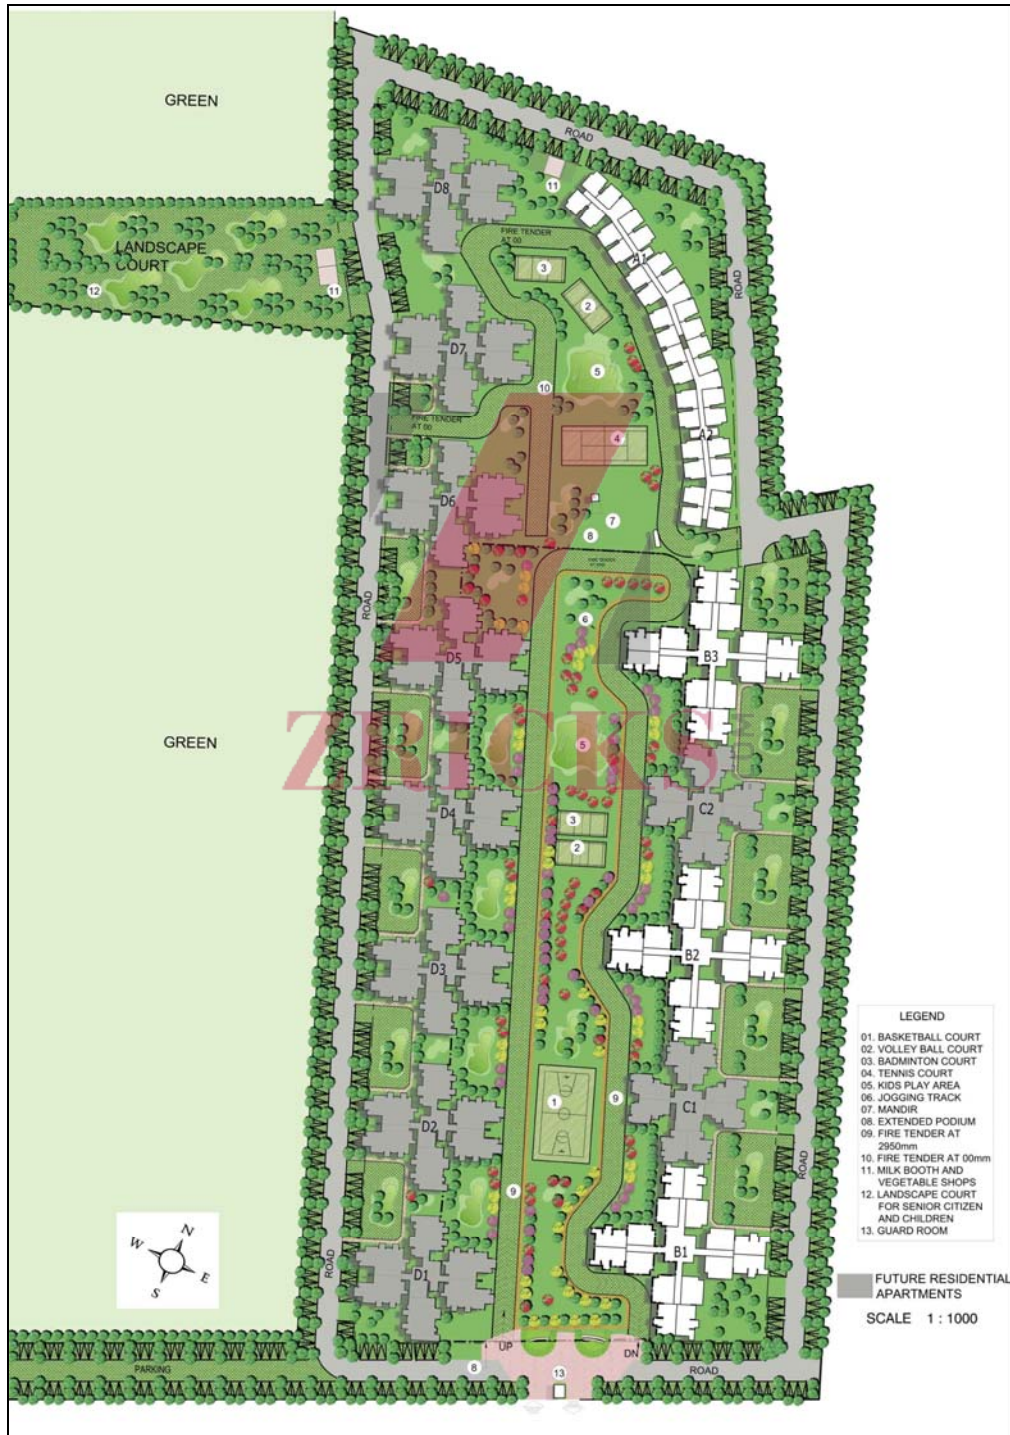 GREEN
ROAD
D8
11
FIRE TENDER
AT 00
A1
LANDSCAPE
COURT
3
ROAD
12
11
2
D7
5
10
FIRE TENDER
AT 00
4
A2
D6
7
8
ROAD
6
D5
B3
GREEN
5
ZRICKS
C2
D4
3
2
D3
B2
LEGEND
01. BASKETBALL COURT
02. VOLLEY BALL COURT
03. BADMINTON COURT
04. TENNIS COURT
05. KIDS PLAY AREA
06. JOGGING TRACK
07. MANDIR
08. EXTENDED PODIUM
09. FIRE TENDER AT
2950mm
10. FIRE TENDER AT 00mm
11. MILK BOOTH AND
VEGETABLE SHOPS
12. LANDSCAPE COURT
FOR SENIOR CITIZEN
AND CHILDREN
13. GUARD ROOM
1
9
C1
D2
ROAD
9
N
W
E
S
ROAD
D1
B1
FUTURE RESIDENTIAL
APARTMENTS
SCALE 1 : 1000
UP
DN
PARKING
8
13
ROAD